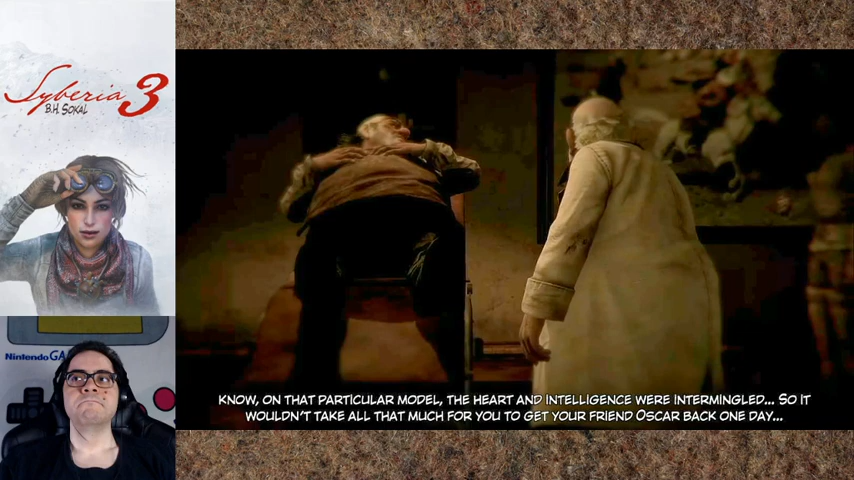 Syberia 3
B.H. SOKAL
Nintendo GA
KNOW, ON THAT PARTICULAR MODEL, THE HEART AND INTELLIGENCE WERE INTERMINGLED... SO IT
WOULDN'T TAKE ALL THAT MUCH FOR YOU TO GET YOUR FRIEND OSCAR BACK ONE DAY...